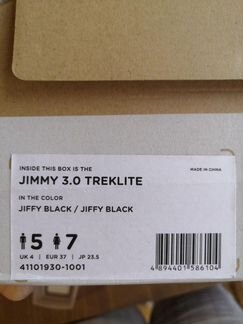 INSIDE THIS BOX IS THE
MADE IN CHINA
JIMMY 3.0 TREKLITE
IN THE COLOR
JIFFY BLACK / JIFFY BLACK
5 7
UK 4 | EUR 37 | JP 23.5
41101930-1001
4 894401 586104